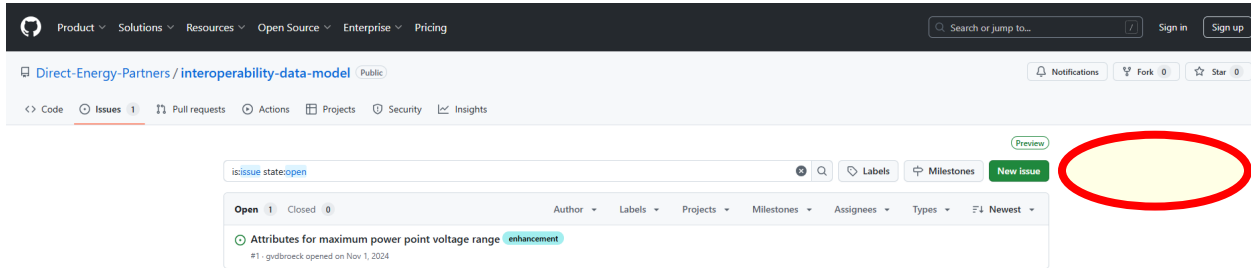 Product Solutions Resources Open Source Enterprise Pricing Search or jump to... / Sign in Sign up
Direct-Energy-Partners / interoperability-data-model Public Notifications Fork 0 Star 0
Code Issues 1 Pull requests Actions Projects Security Insights
Preview
is:issue state:open Labels Milestones New issue
Open 1 Closed 0 Author Labels Projects Milestones Assignees Types Newest
Attributes for maximum power point voltage range enhancement
#1 · gvdbroeck opened on Nov 1, 2024